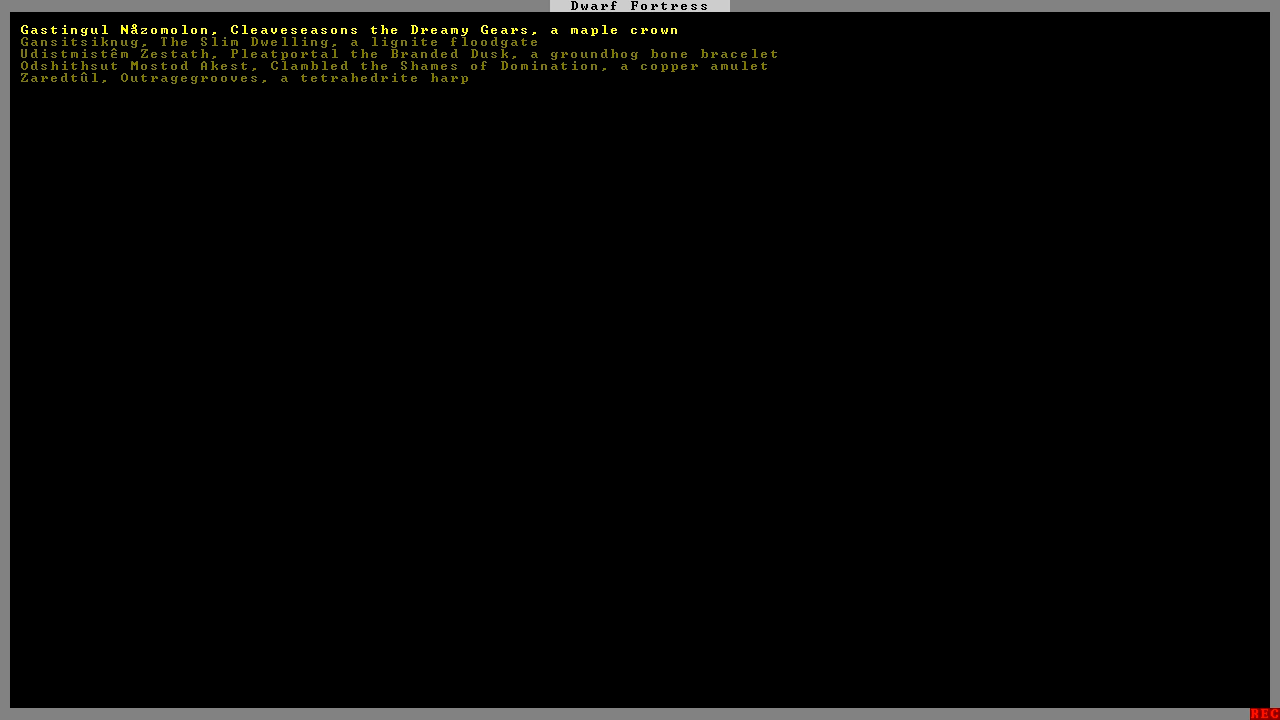 Dwarf Fortress
Gastingul Nåzomolon, Cleaveseasons the Dreamy Gears, a maple crown
Gansitsiknug, The Slim Dwelling, a lignite floodgate
Udistmistêm Zestath, Pleatportal the Branded Dusk, a groundhog bone bracelet
Odshithsut Mostod Akest, Clambled the Shames of Domination, a copper amulet
Zaredtûl, Outragegrooves, a tetrahedrite harp
REC